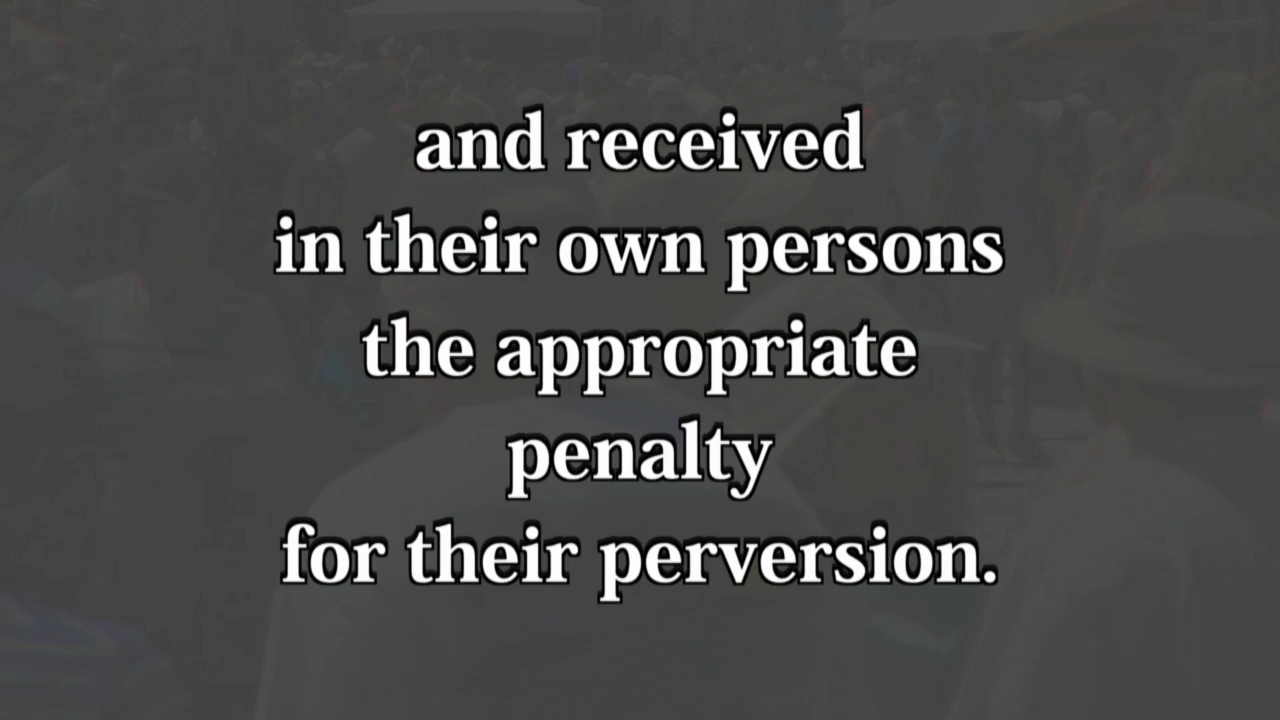 and received
in their own persons
the appropriate
penalty
for their perversion.